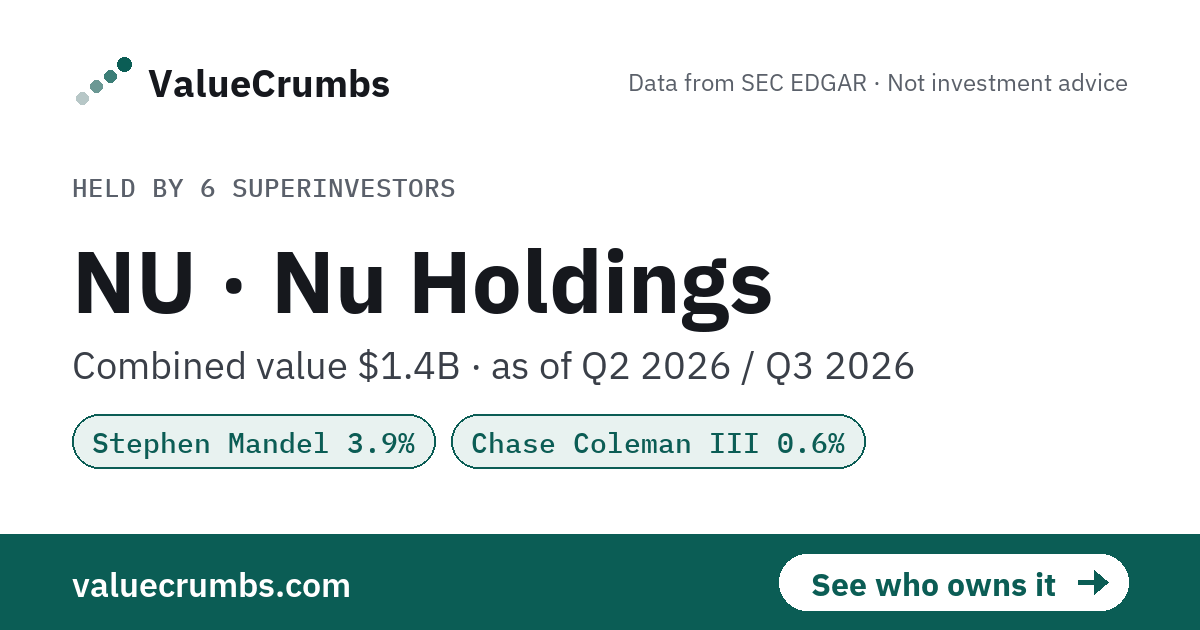 ValueCrumbs
Data from SEC EDGAR · Not investment advice
HELD BY 6 SUPERINVESTORS
NU · Nu Holdings
Combined value $1.4B · as of Q2 2026 / Q3 2026
Stephen Mandel 3.9%
Chase Coleman III 0.6%
valuecrumbs.com
See who owns it →